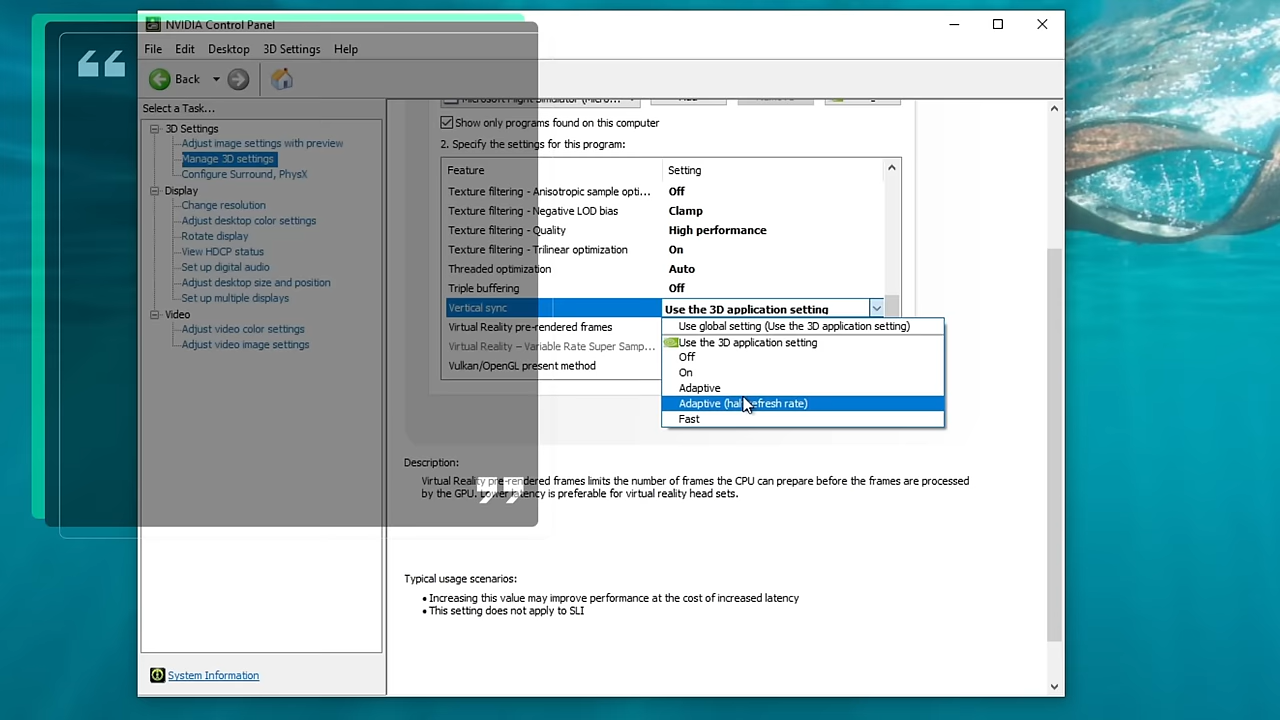 NVIDIA Control Panel
File Edit Desktop 3D Settings Help
Back
Select a Task...
3D Settings
Adjust image settings with preview
Manage 3D settings
Configure Surround, PhysX
Display
Change resolution
Adjust desktop color settings
Rotate display
View HDCP status
Set up digital audio
Adjust desktop size and position
Set up multiple displays
Video
Adjust video color settings
Adjust video image settings
System Information
Show only programs found on this computer
2. Specify the settings for this program:
Feature Setting
Texture filtering - Anisotropic sample opti... Off
Texture filtering - Negative LOD bias Clamp
Texture filtering - Quality High performance
Texture filtering - Trilinear optimization On
Threaded optimization Auto
Triple buffering Off
Vertical sync Use the 3D application setting
Virtual Reality pre-rendered frames
Virtual Reality – Variable Rate Super Samp...
Vulkan/OpenGL present method
Use global setting (Use the 3D application setting)
Use the 3D application setting
Off
On
Adaptive
Adaptive (half refresh rate)
Fast
Description:
Virtual Reality pre-rendered frames limits the number of frames the CPU can prepare before the frames are processed
by the GPU. Lower latency is preferable for virtual reality head sets.
Typical usage scenarios:
• Increasing this value may improve performance at the cost of increased latency
• This setting does not apply to SLI